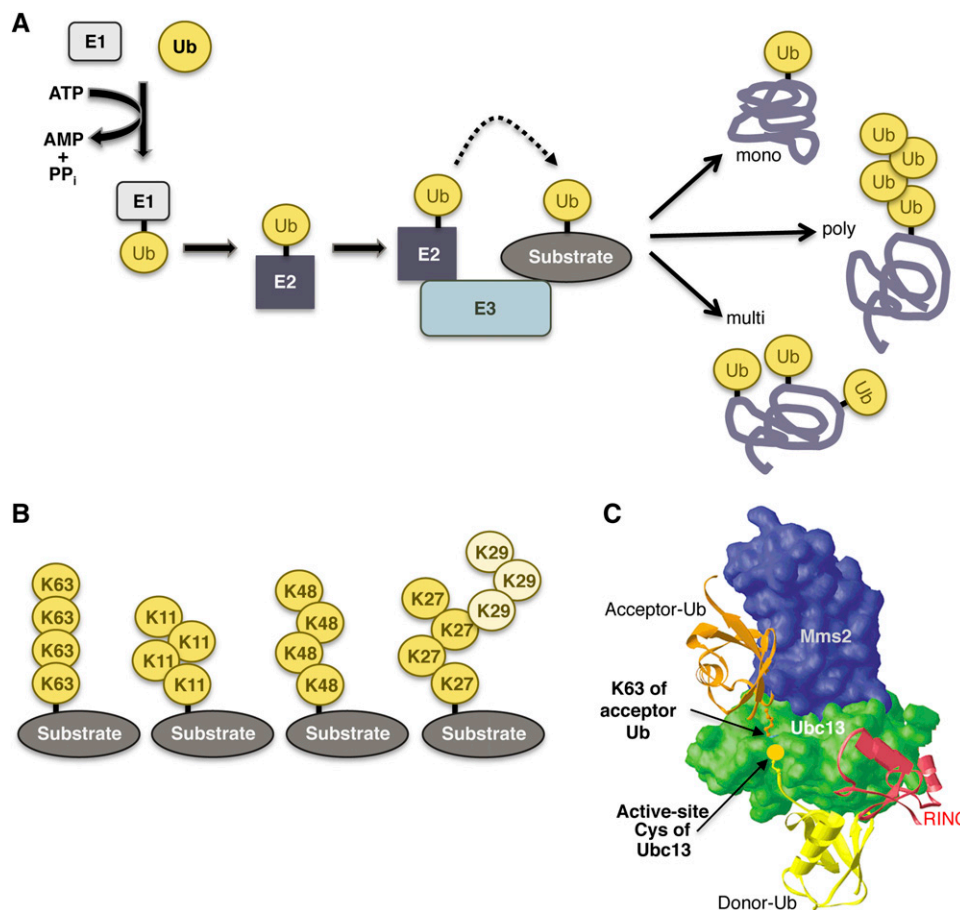 A
E1
Ub
ATP
AMP
+
PPi
E1
Ub
Ub
E2
Ub
E2
E3
Ub
Substrate
Ub
mono
Ub
Ub
Ub
Ub
poly
multi
Ub
Ub
Ub
B
K63
K63
K63
K63
Substrate
K11
K11
K11
K11
Substrate
K48
K48
K48
K48
Substrate
K29
K29
K29
K27
K27
K27
K27
Substrate
C
Acceptor-Ub
Mms2
K63 of
acceptor
Ub
Ubc13
Active-site
Cys of
Ubc13
RING
Donor-Ub